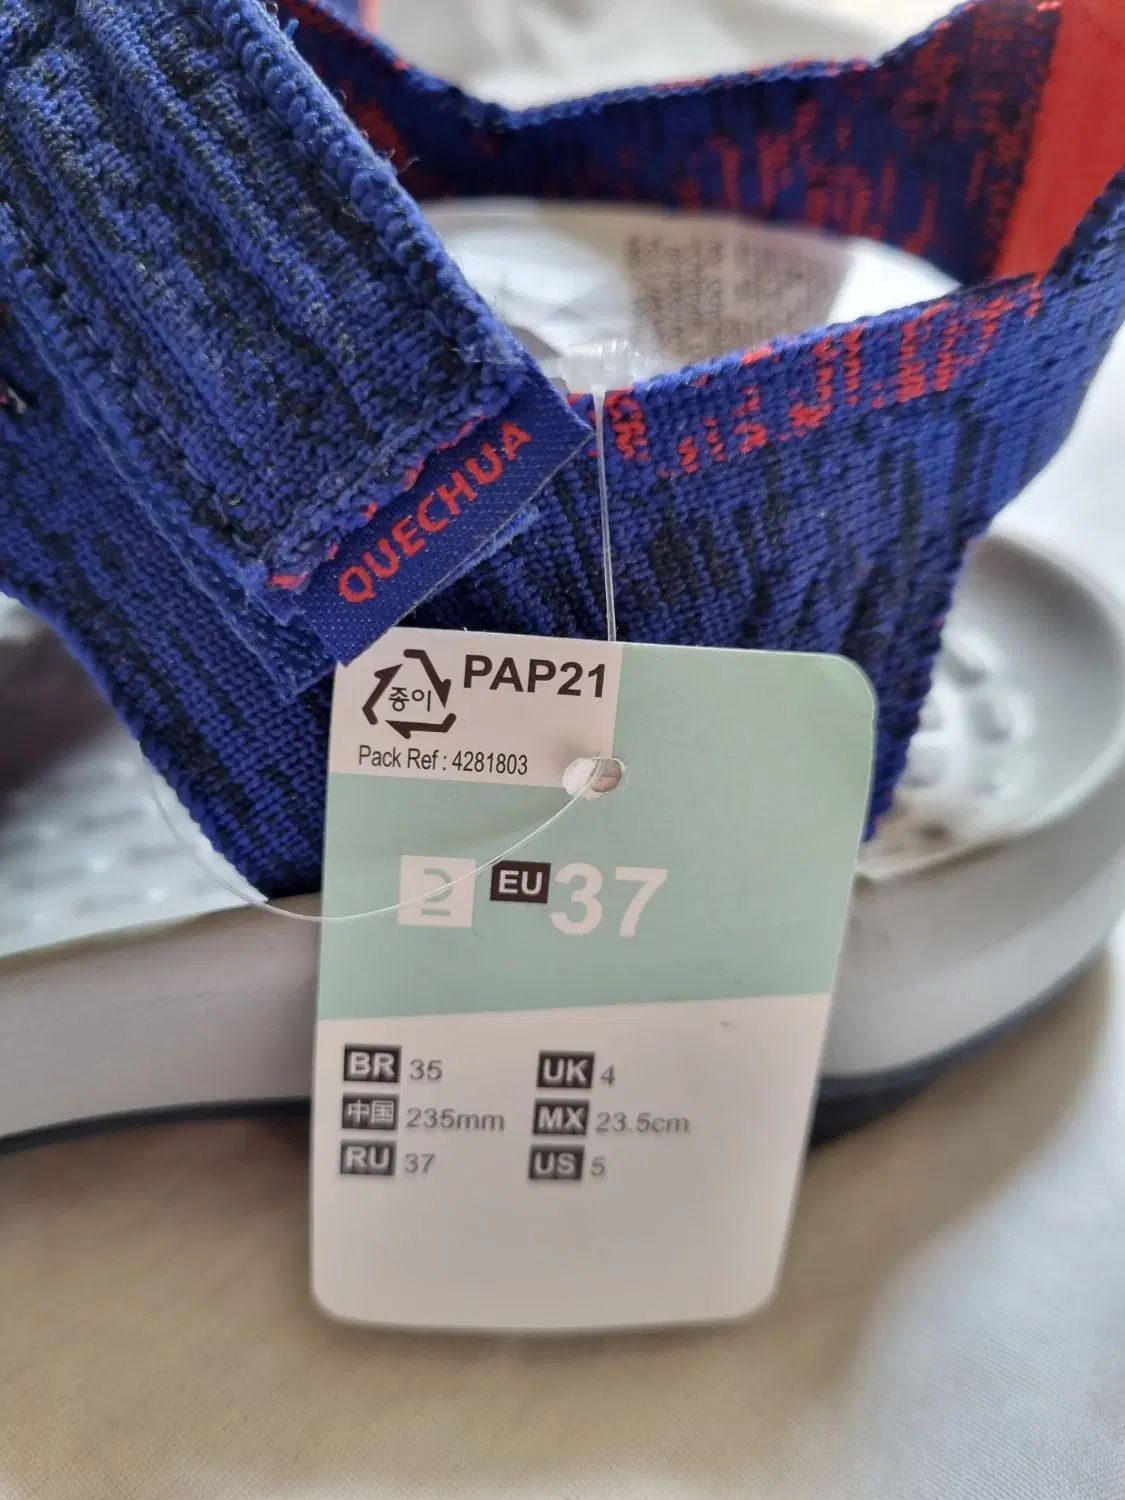 QUECHUA
종이 PAP21
Pack Ref : 4281803
EU 37
BR 35 UK 4
中国 235mm MX 23.5cm
RU 37 US 5